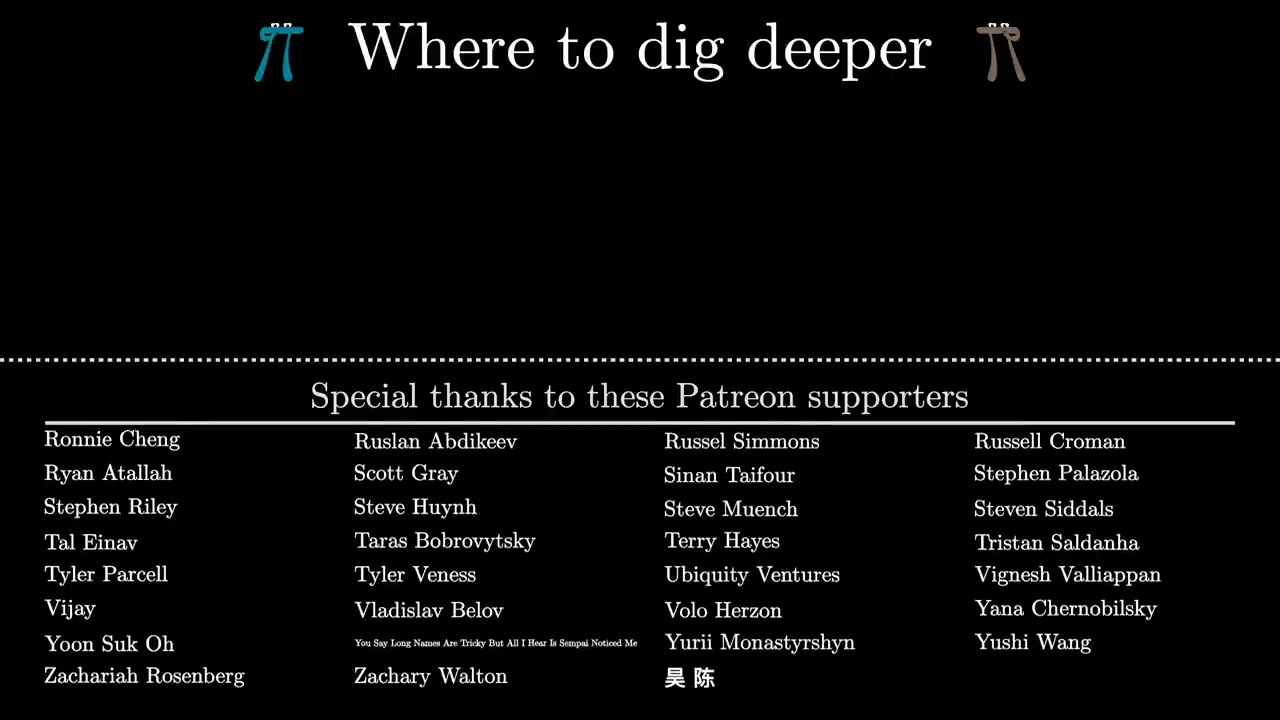 Where to dig deeper
Special thanks to these Patreon supporters
Ronnie Cheng Ruslan Abdikeev Russel Simmons Russell Croman
Ryan Atallah Scott Gray Sinan Taifour Stephen Palazola
Stephen Riley Steve Huynh Steve Muench Steven Siddals
Tal Einav Taras Bobrovytsky Terry Hayes Tristan Saldanha
Tyler Parcell Tyler Veness Ubiquity Ventures Vignesh Valliappan
Vijay Vladislav Belov Volo Herzon Yana Chernobilsky
Yoon Suk Oh You Say Long Names Are Tricky But All I Hear Is Sempai Noticed Me Yurii Monastyrshyn Yushi Wang
Zachariah Rosenberg Zachary Walton 昊 陈